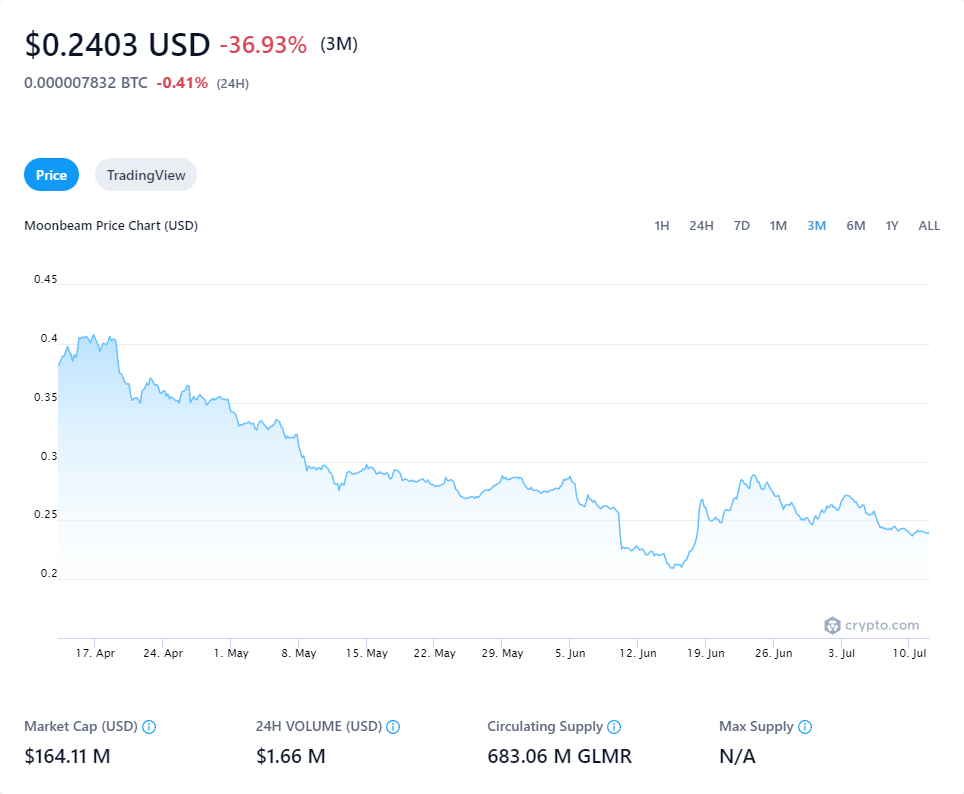 $0.2403 USD -36.93% (3M)
0.000007832 BTC -0.41% (24H)
Price TradingView
Moonbeam Price Chart (USD) 1H 24H 7D 1M 3M 6M 1Y ALL
0.45
0.4
0.35
0.3
0.25
0.2
crypto.com
17. Apr 24. Apr 1. May 8. May 15. May 22. May 29. May 5. Jun 12. Jun 19. Jun 26. Jun 3. Jul 10. Jul
Market Cap (USD) 24H VOLUME (USD) Circulating Supply Max Supply
$164.11 M $1.66 M 683.06 M GLMR N/A